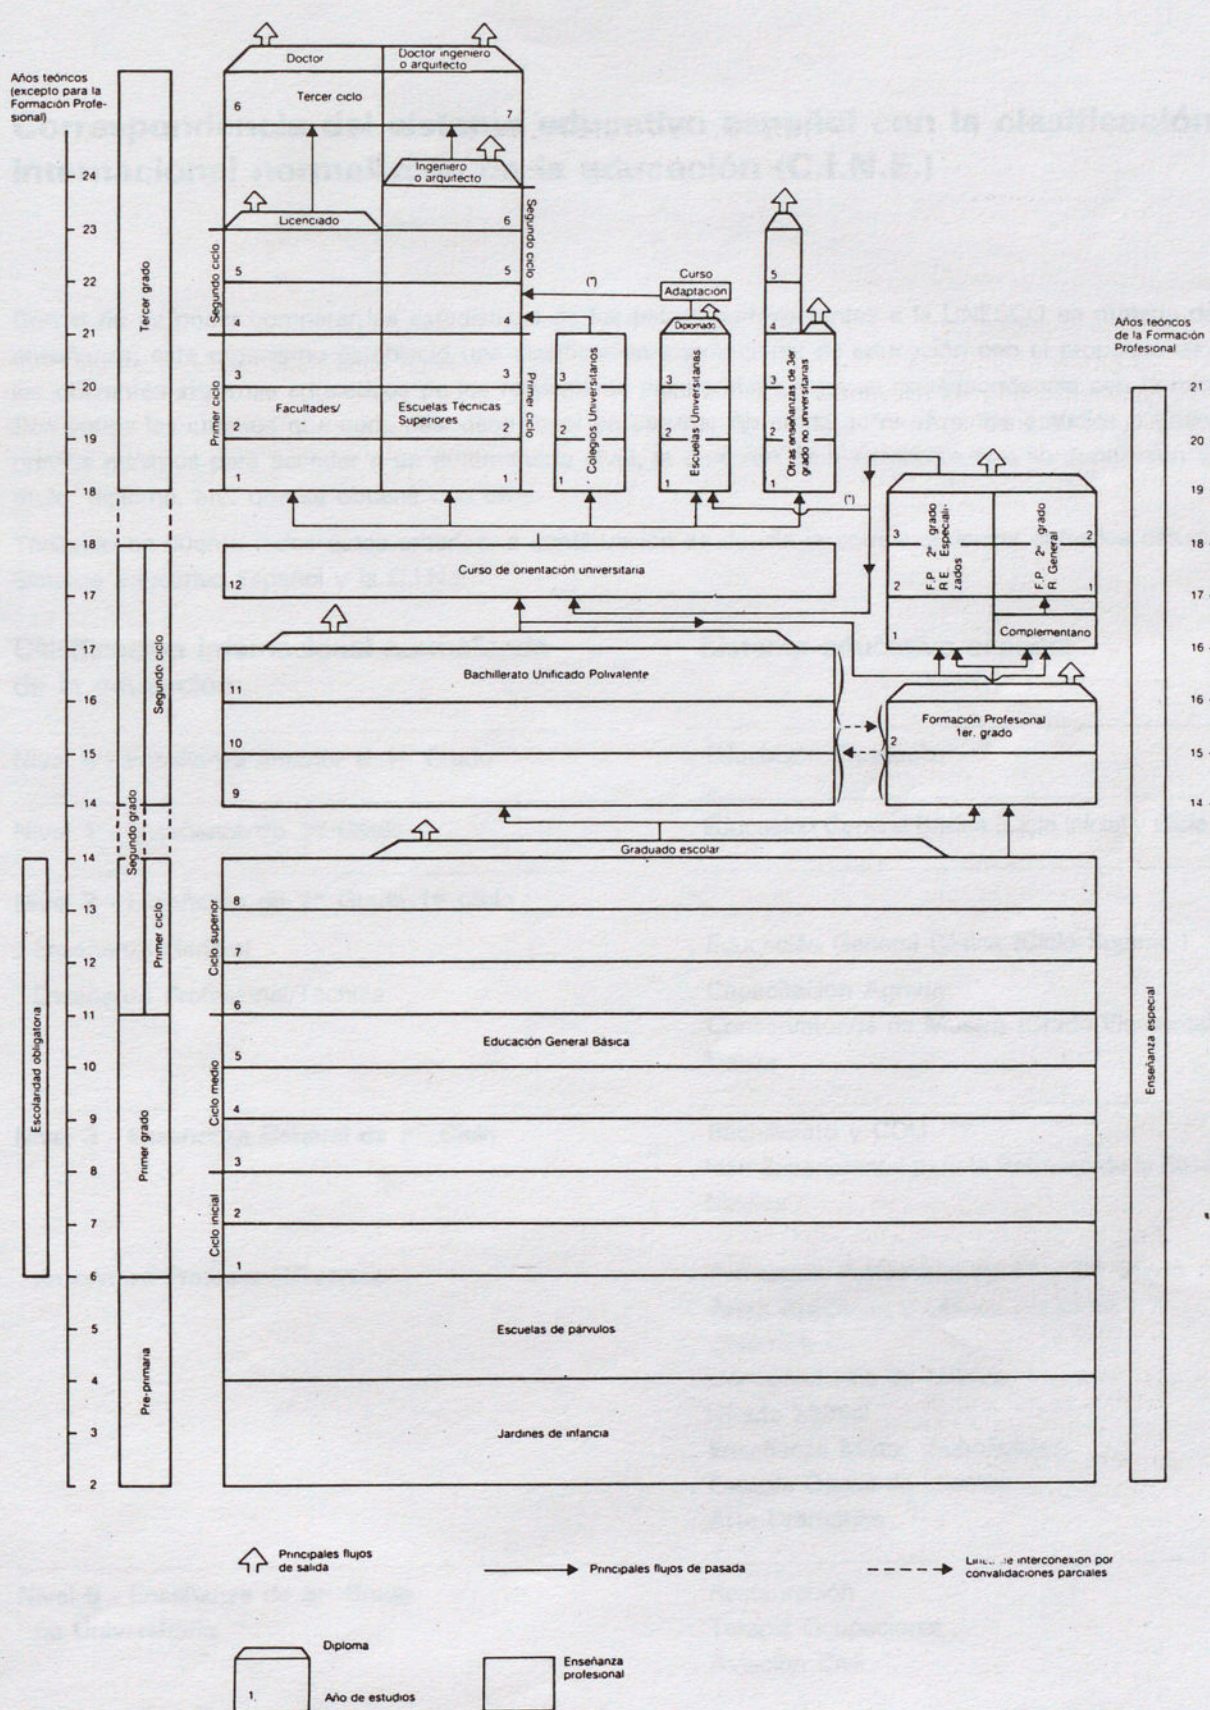 Años teóricos
(excepto para la
Formación Profe-
sional)
24
23
22
21
20
19
18
18
17
17
16
15
14
14
13
12
11
10
9
8
7
6
5
4
3
2
Tercer grado
Segundo ciclo
Segundo grado
Primer ciclo
Primer grado
Pre-primaria
Escolaridad obligatoria
Doctor
Doctor ingeniero
o arquitecto
6
Tercer ciclo
7
Ingeniero
o arquitecto
Licenciado
6
Segundo ciclo
Segundo ciclo
5
5
4
4
Primer ciclo
Primer ciclo
3
3
Facultades/
Escuelas Técnicas
Superiores
2
2
1
1
Colegios Universitarios
3
2
1
(*)
Curso
Adaptación
Diplomado
Escuelas Universitarias
3
2
1
Otras enseñanzas de 3er
grado no universitarias
5
4
3
2
1
(*)
Años teóricos
de la Formación
Profesional
21
20
19
18
17
17
16
16
15
14
F.P. 2º grado
R.E. Especiali-
zados
3
2
1
F.P. 2º grado
R General
2
1
Complementario
Curso de orientación universitaria
12
Bachillerato Unificado Polivalente
11
10
9
Formación Profesional
1er. grado
2
Graduado escolar
Ciclo superior
8
7
6
Educación General Básica
Ciclo medio
5
4
3
Ciclo inicial
2
1
Escuelas de párvulos
Jardines de infancia
Enseñanza especial
Principales flujos
de salida
Principales flujos de pasada
de interconexión por
convalidaciones parciales
Diploma
1.
Año de estudios
Enseñanza
profesional